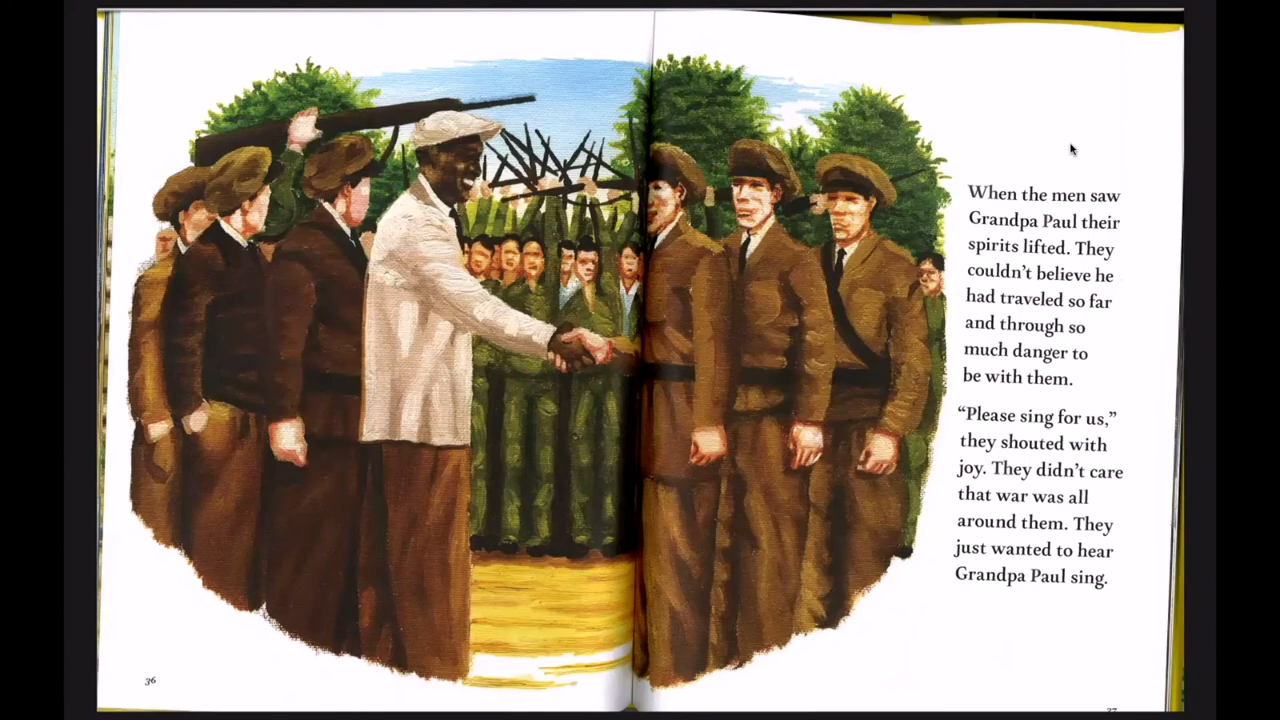 When the men saw
Grandpa Paul their
spirits lifted. They
couldn't believe he
had traveled so far
and through so
much danger to
be with them.
“Please sing for us,”
they shouted with
joy. They didn't care
that war was all
around them. They
just wanted to hear
Grandpa Paul sing.
36
37